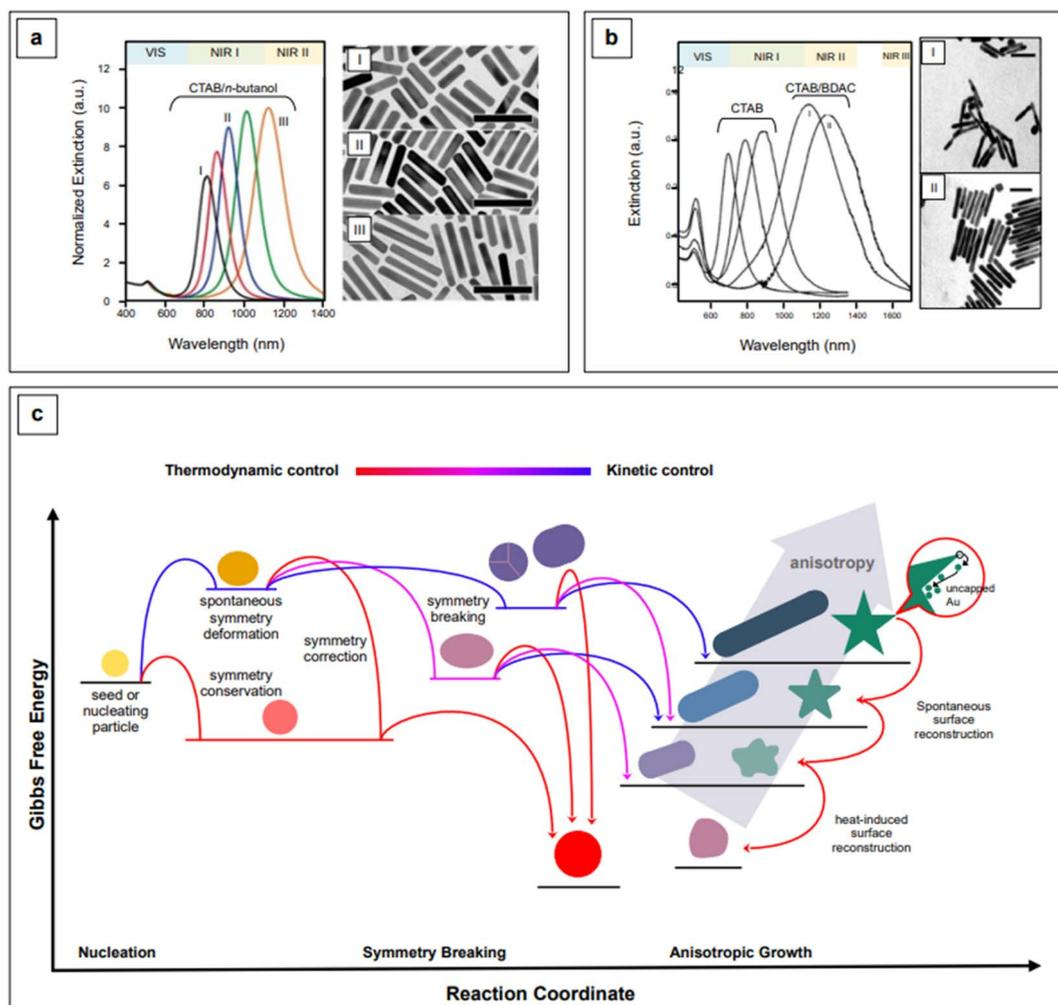 a
VIS NIR I NIR II
CTAB/n-butanol
I
II
III
12
10
8
6
4
2
0
400 600 800 1000 1200 1400
Normalized Extinction (a.u.)
Wavelength (nm)
I
II
III
b
VIS NIR I NIR II NIR III
CTAB
CTAB/BDAC
I
II
Extinction (a.u.)
600 800 1000 1200 1400 1600
Wavelength (nm)
I
II
c
Thermodynamic control
Kinetic control
Gibbs Free Energy
seed or
nucleating
particle
spontaneous
symmetry
deformation
symmetry
conservation
symmetry
correction
symmetry
breaking
anisotropy
uncapped
Au
Spontaneous
surface
reconstruction
heat-induced
surface
reconstruction
Nucleation
Symmetry Breaking
Anisotropic Growth
Reaction Coordinate